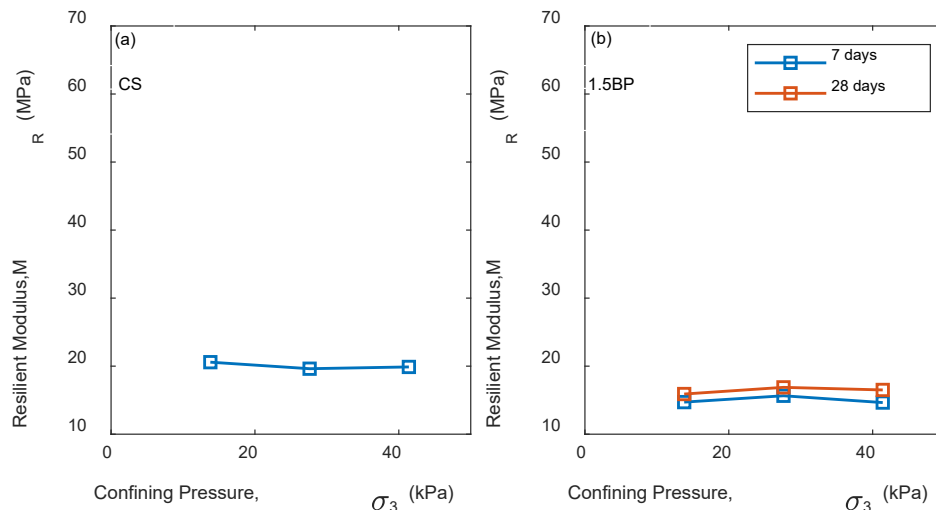 70
60
50
40
30
20
10
Resilient Modulus,M
R
(MPa)
(a)
CS
0
20
40
Confining Pressure,
σ3
(kPa)
70
60
50
40
30
20
10
Resilient Modulus,M
R
(MPa)
(b)
1.5BP
7 days
28 days
0
20
40
Confining Pressure,
σ3
(kPa)